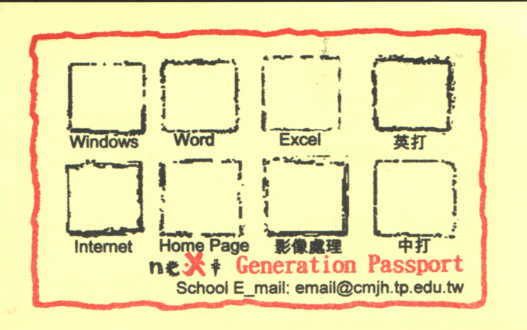 Windows Word Excel 英打
Internet Home Page 影像處理 中打
neXt Generation Passport
School E_mail: email@cmjh.tp.edu.tw